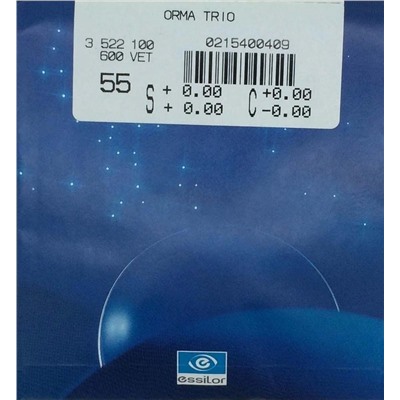 ORMA TRIO
3 522 100 0215400409
600 VET
55 S + 0.00 C +0.00
+ 0.00 -0.00
essilor